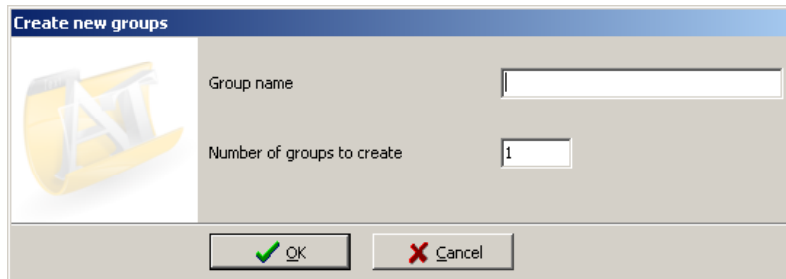 Create new groups
Group name
Number of groups to create
1
OK
Cancel